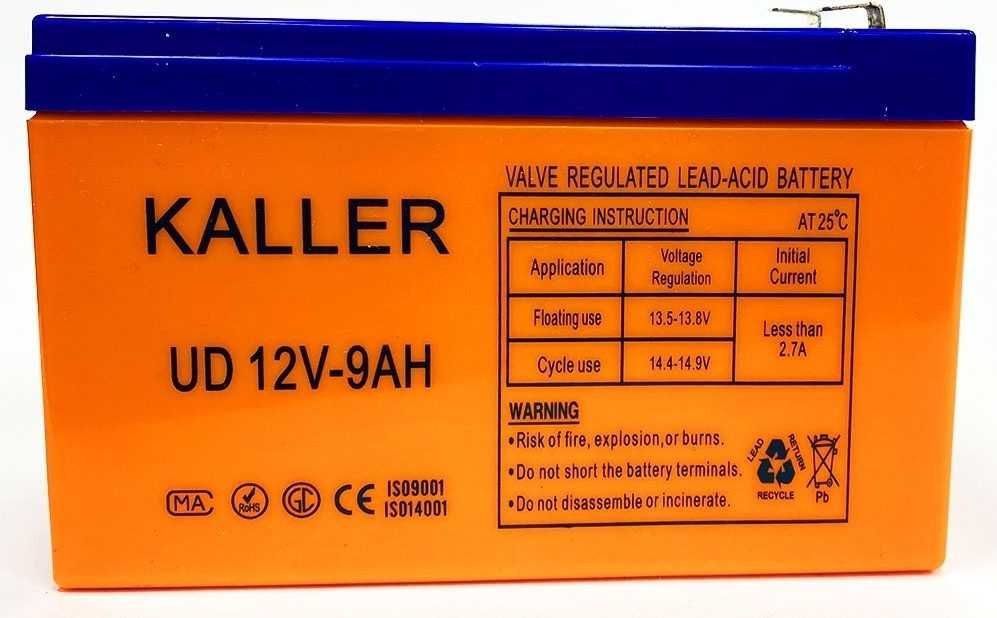 KALLER
UD 12V-9AH
MA
RoHS
GC
CE
ISO9001
ISO14001
VALVE REGULATED LEAD-ACID BATTERY
CHARGING INSTRUCTION AT 25°C
Application Voltage Regulation Initial Current
Floating use 13.5-13.8V Less than 2.7A
Cycle use 14.4-14.9V
WARNING
•Risk of fire, explosion,or burns.
•Do not short the battery terminals.
•Do not disassemble or incinerate.
LEAD RETURN
RECYCLE
Pb